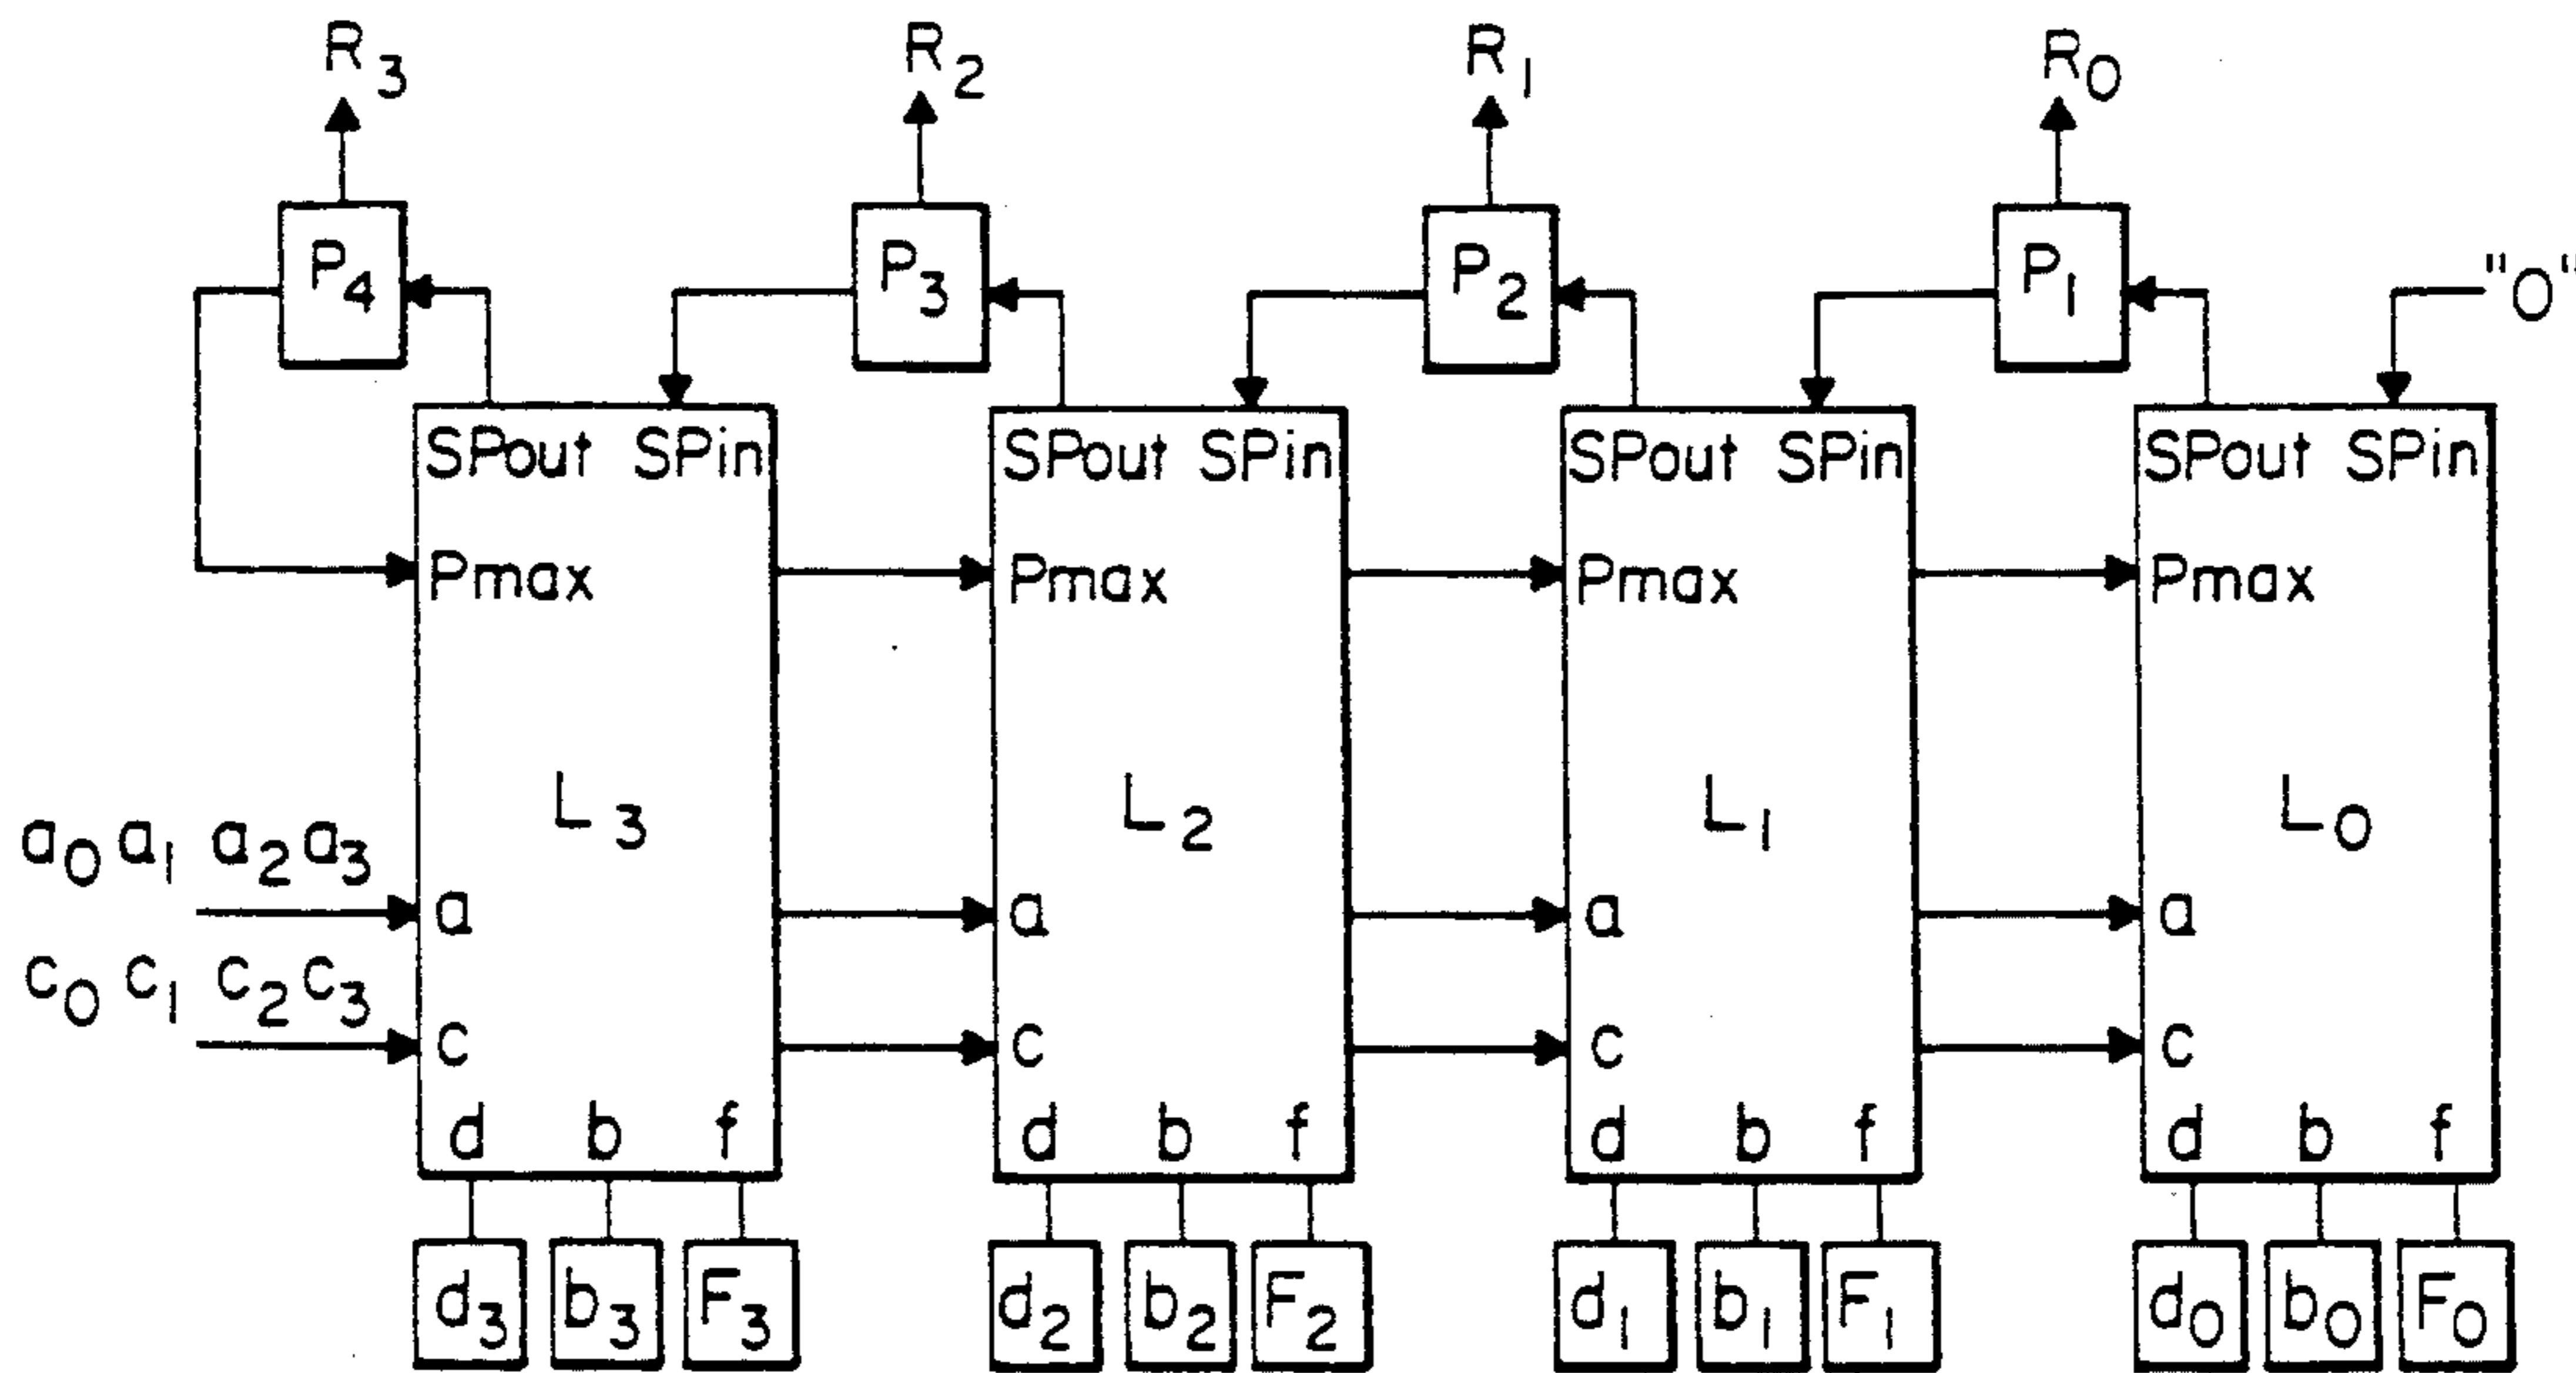 R3 R2 R1 R0
P4 P3 P2 P1 "0"
SPout SPin SPout SPin SPout SPin SPout SPin
Pmax Pmax Pmax Pmax
L3 L2 L1 L0
a0 a1 a2 a3
a a a a
c0 c1 c2 c3
c c c c
d b f d b f d b f d b f
d3 b3 F3 d2 b2 F2 d1 b1 F1 d0 b0 F0